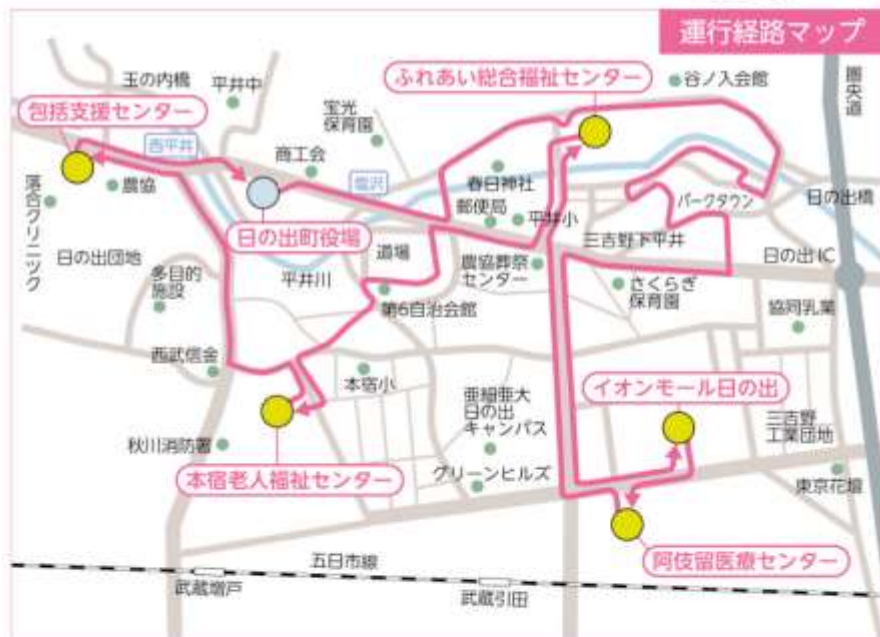 運行経路マップ
玉の内橋
平井中
ふれあい総合福祉センター
谷ノ入会館
圏央道
包括支援センター
宝光
保育園
西平井
商工会
塩沢
落合クリニック
農協
日の出町役場
春日神社
郵便局
平井小
パークタウン
日の出橋
日の出団地
道場
三吉野下平井
日の出IC
多目的
施設
平井川
農協葬祭
センター
さくらぎ
保育園
第6自治会館
協同乳業
西武信金
本宿小
亜細亜大
日の出
キャンパス
イオンモール日の出
三吉野
工業団地
秋川消防署
本宿老人福祉センター
グリーンヒルズ
東京花壇
五日市線
阿伎留医療センター
武蔵増戸
武蔵引田